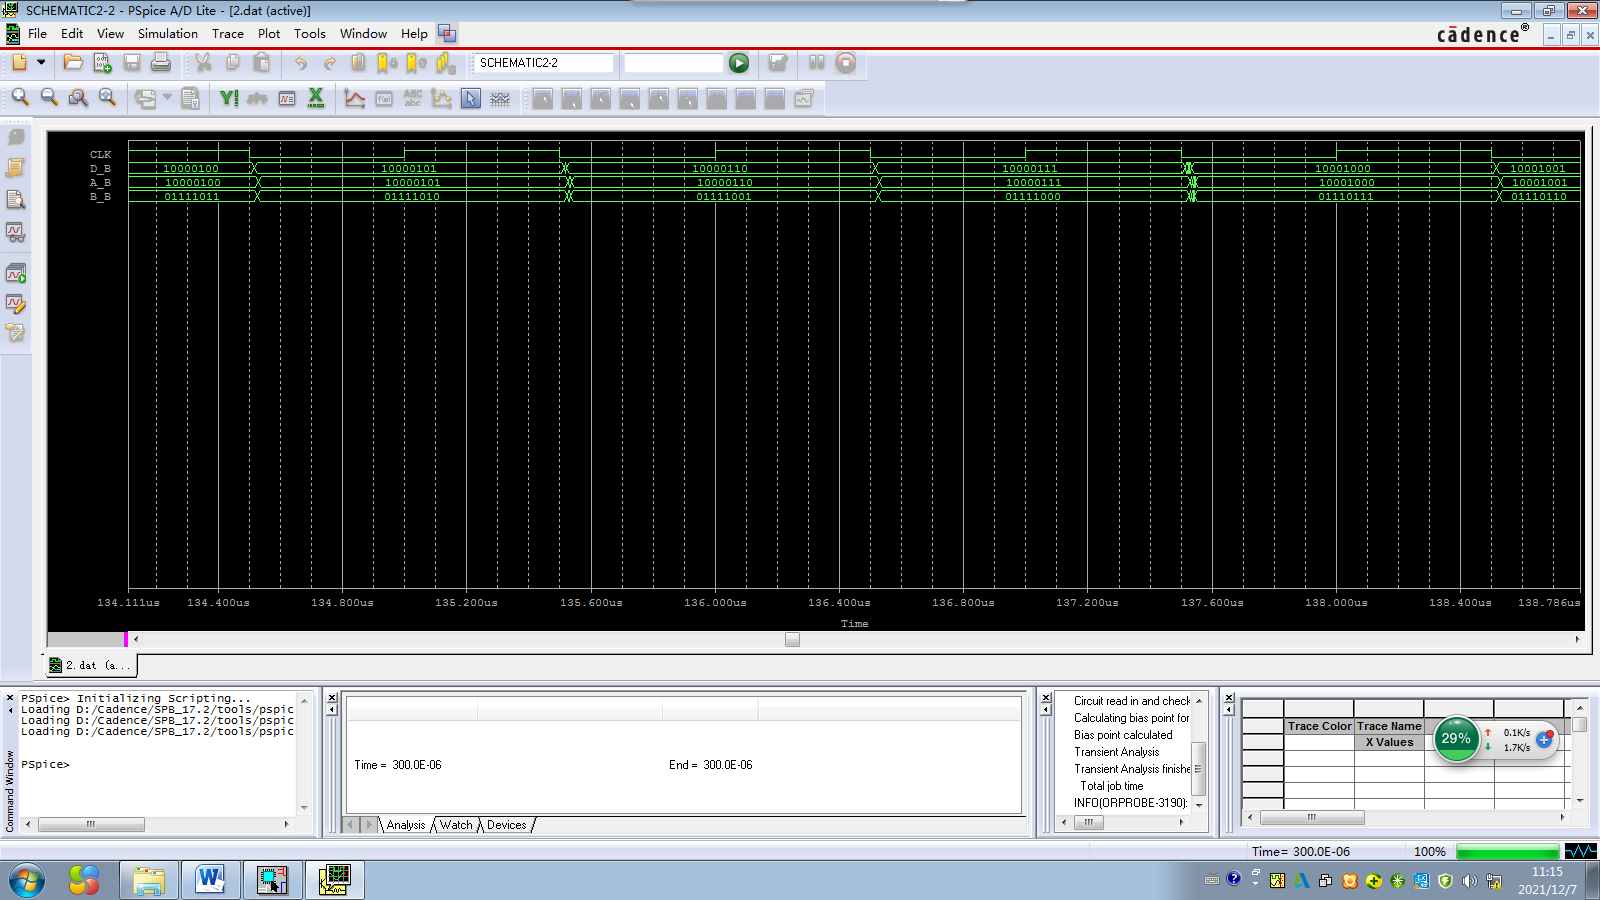 SCHEMATIC2-2 - PSpice A/D Lite - [2.dat (active)]
File Edit View Simulation Trace Plot Tools Window Help
cādence®
SCHEMATIC2-2
CLK
D_B 10000100 10000101 10000110 10000111 10001000 10001001
A_B 10000100 10000101 10000110 10000111 10001000 10001001
B_B 01111011 01111010 01111001 01111000 01110111 01110110
134.111us 134.400us 134.800us 135.200us 135.600us 136.000us 136.400us 136.800us 137.200us 137.600us 138.000us 138.400us 138.786us
Time
2.dat (a...
Command Window
PSpice> Initializing Scripting...
Loading D:/Cadence/SPB_17.2/tools/pspic
Loading D:/Cadence/SPB_17.2/tools/pspic
Loading D:/Cadence/SPB_17.2/tools/pspic
PSpice>
Time = 300.0E-06 End = 300.0E-06
Analysis Watch Devices
Circuit read in and check
Calculating bias point for
Bias point calculated
Transient Analysis
Transient Analysis finishe
Total job time
INFO(ORPROBE-3190):
Trace Color Trace Name
X Values
29%
0.1K/s
1.7K/s
Time= 300.0E-06 100%
11:15
2021/12/7